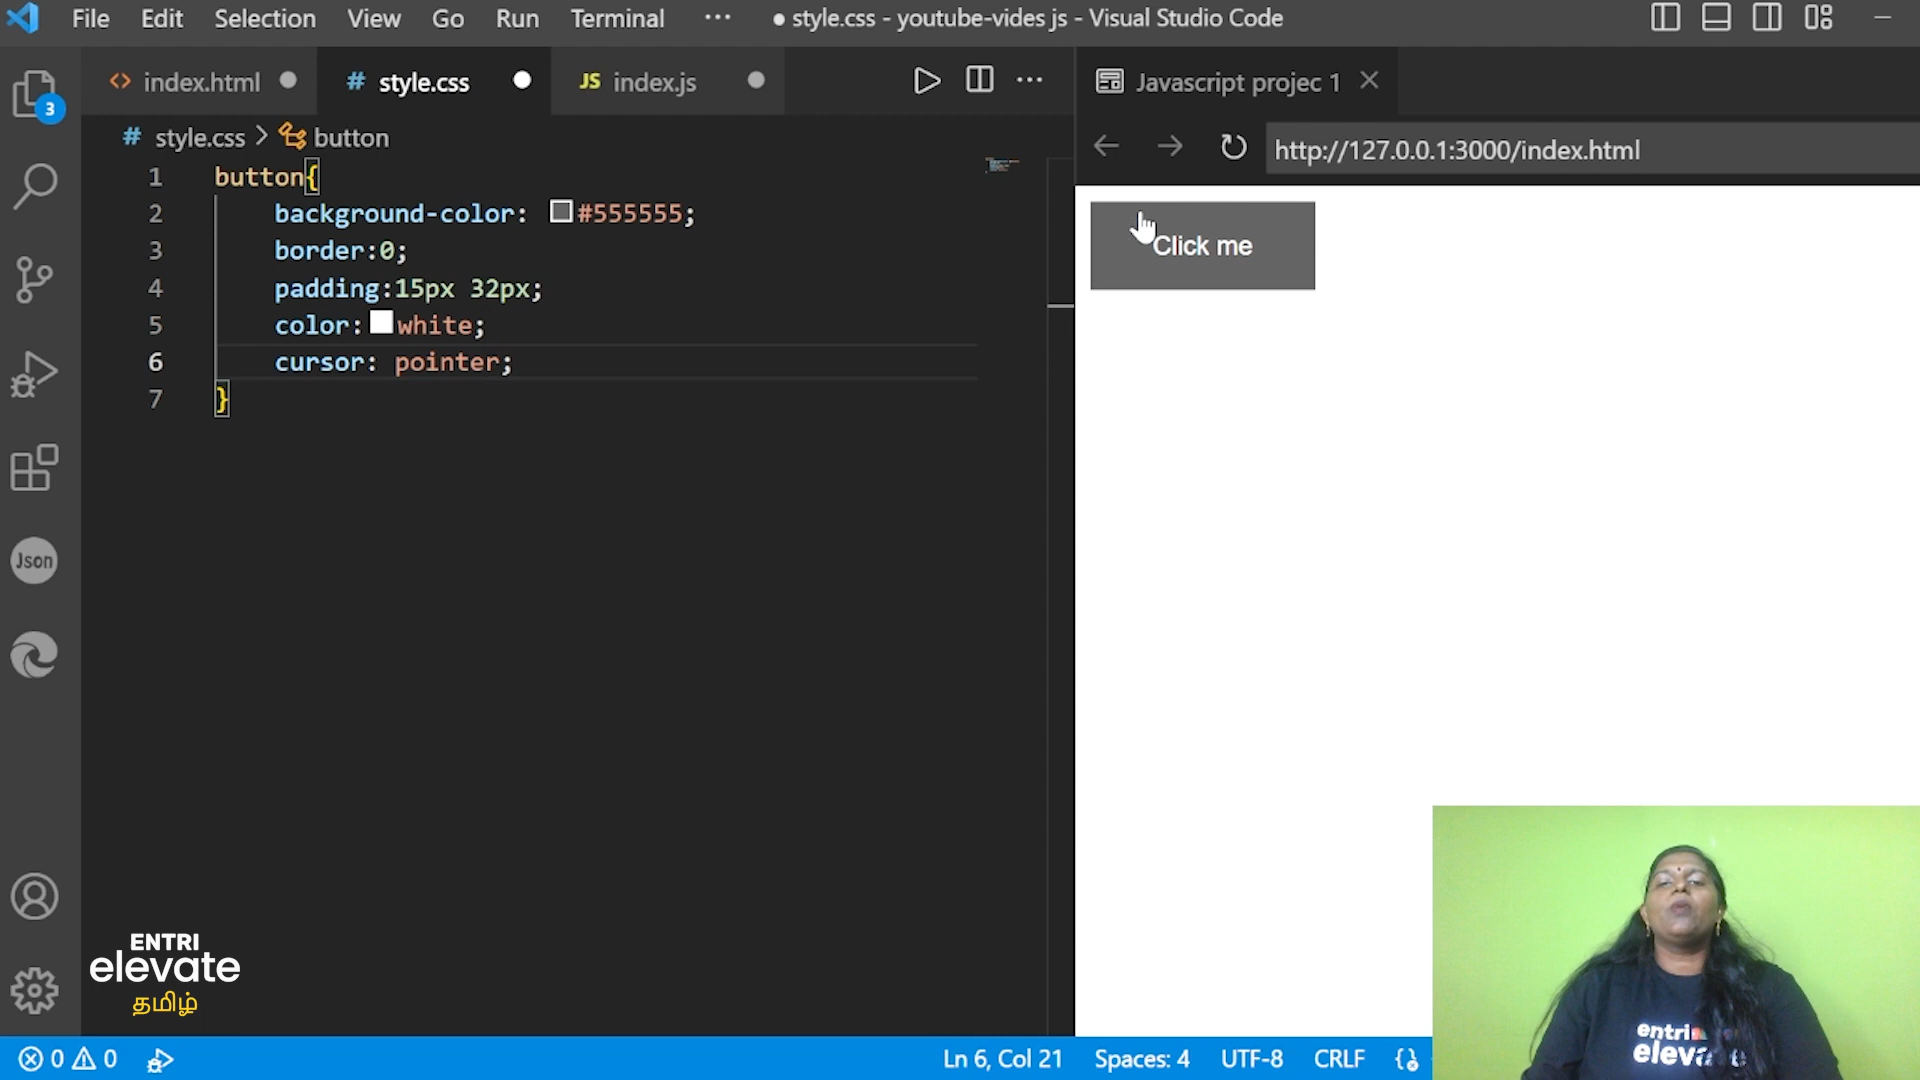 File Edit Selection View Go Run Terminal ··· ● style.css - youtube-vides js - Visual Studio Code
index.html # style.css JS index.js ··· Javascript projec 1
3
# style.css > button
http://127.0.0.1:3000/index.html
1 button{
2 background-color: #555555;
3 border:0;
4 padding:15px 32px;
5 color: white;
6 cursor: pointer;
7 }
Click me
Json
ENTRI
elevate
தமிழ்
entri
eleva
0 0 Ln 6, Col 21 Spaces: 4 UTF-8 CRLF